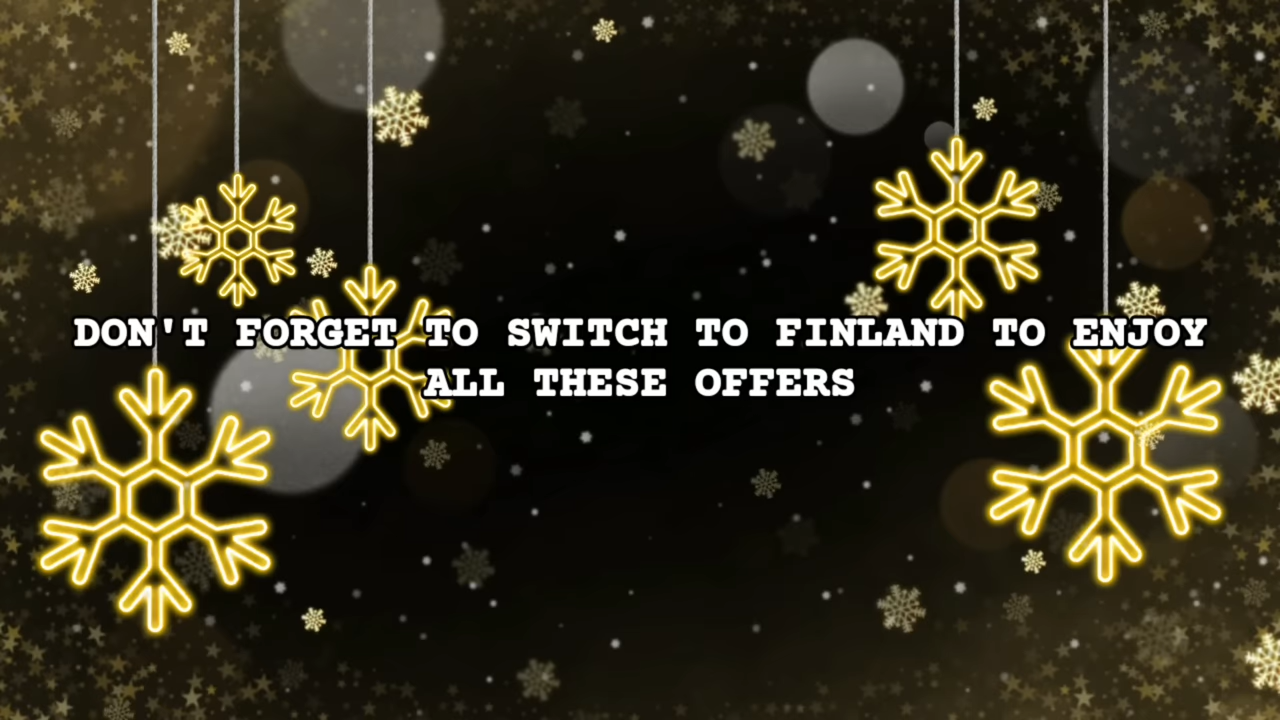 DON'T FORGET TO SWITCH TO FINLAND TO ENJOY
ALL THESE OFFERS